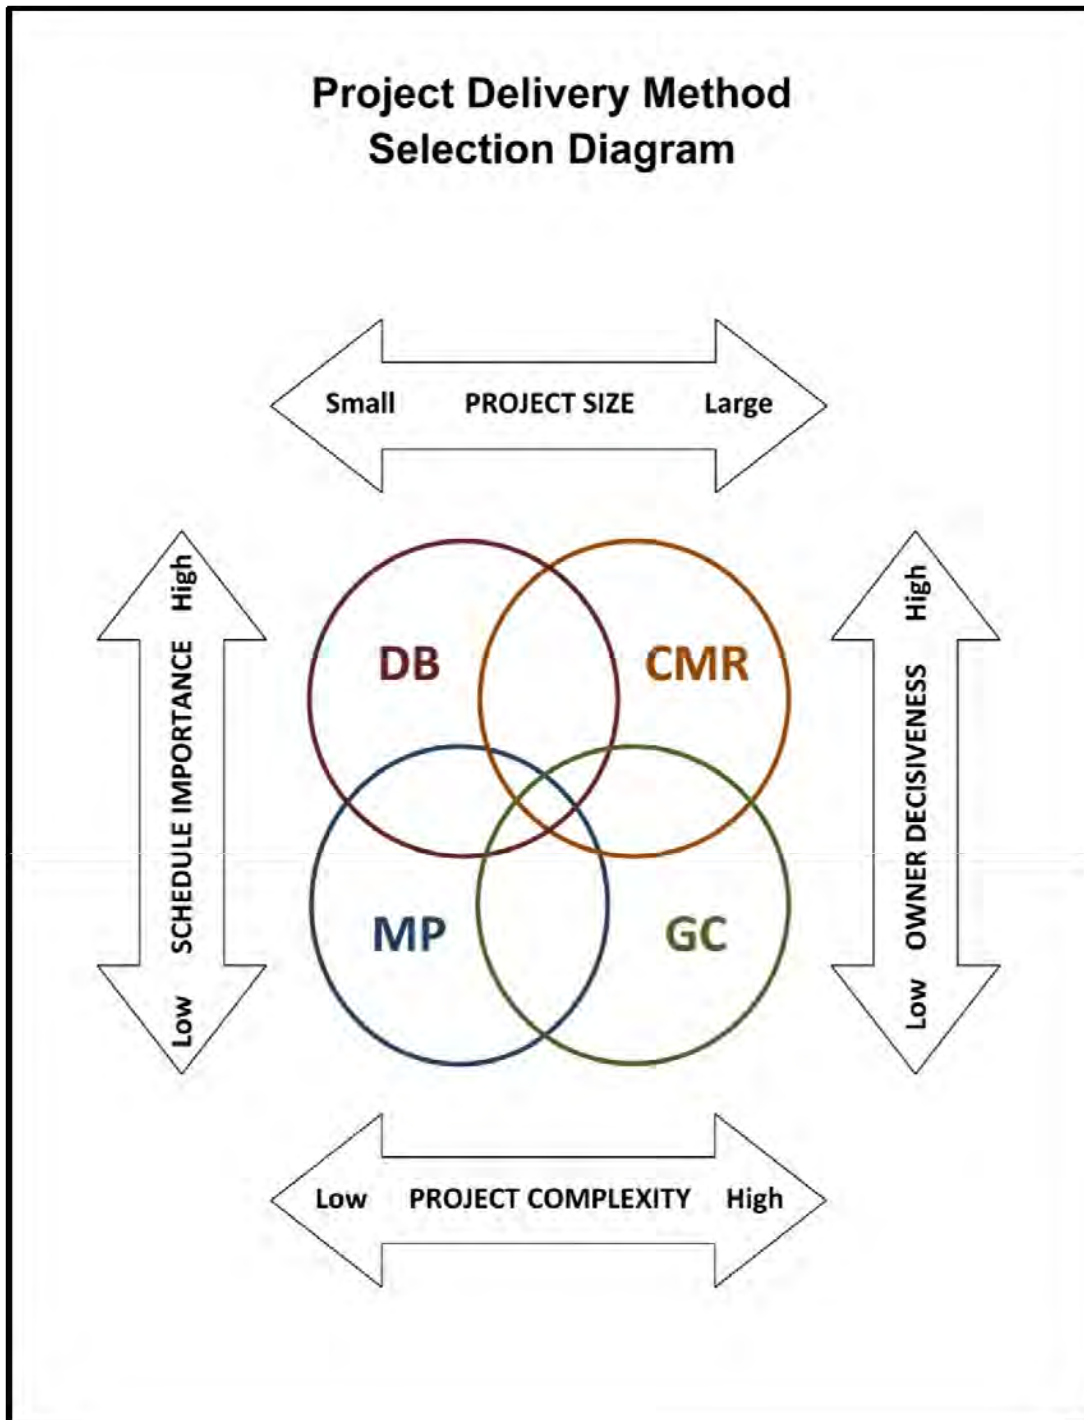 Project Delivery Method
Selection Diagram
Small PROJECT SIZE Large
High
SCHEDULE IMPORTANCE
Low
DB
CMR
MP
GC
High
OWNER DECISIVENESS
Low
Low PROJECT COMPLEXITY High